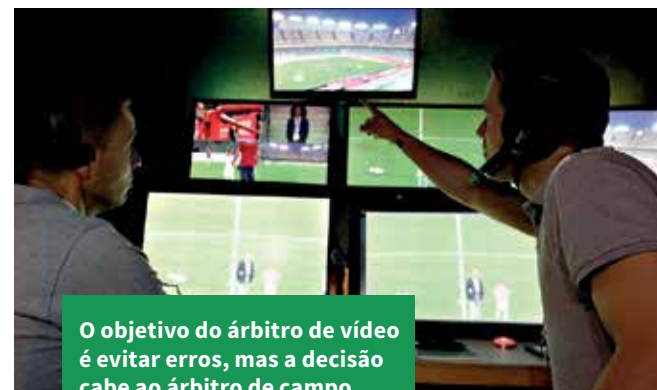 O objetivo do árbitro de vídeo
é evitar erros, mas a decisão
cabe ao árbitro de campo